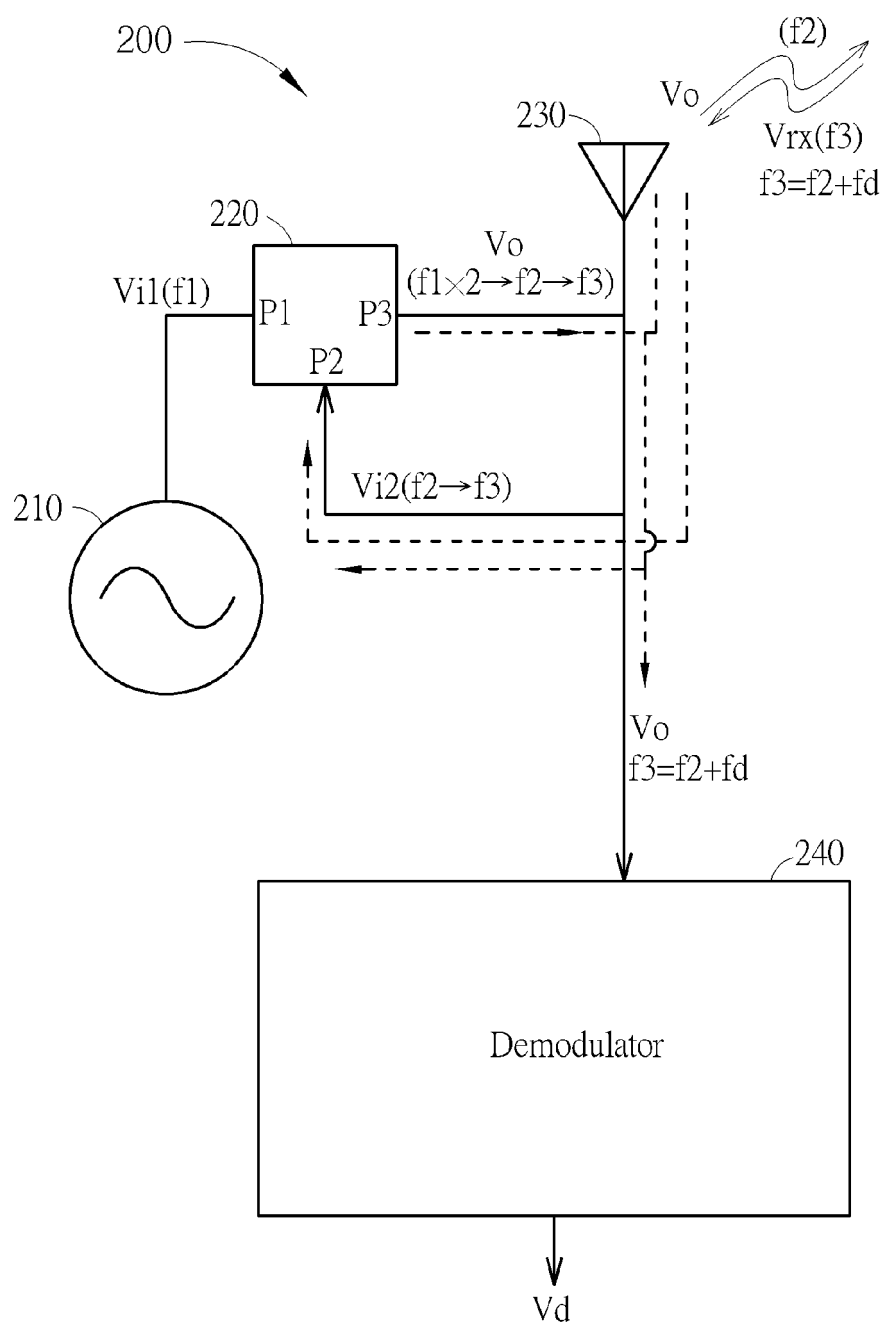 200
(f2)
Vo
230
Vrx(f3)
f3=f2+fd
220
Vo
(f1×2→f2→f3)
Vi1(f1)
P1
P3
P2
Vi2(f2→f3)
210
Vo
f3=f2+fd
240
Demodulator
Vd